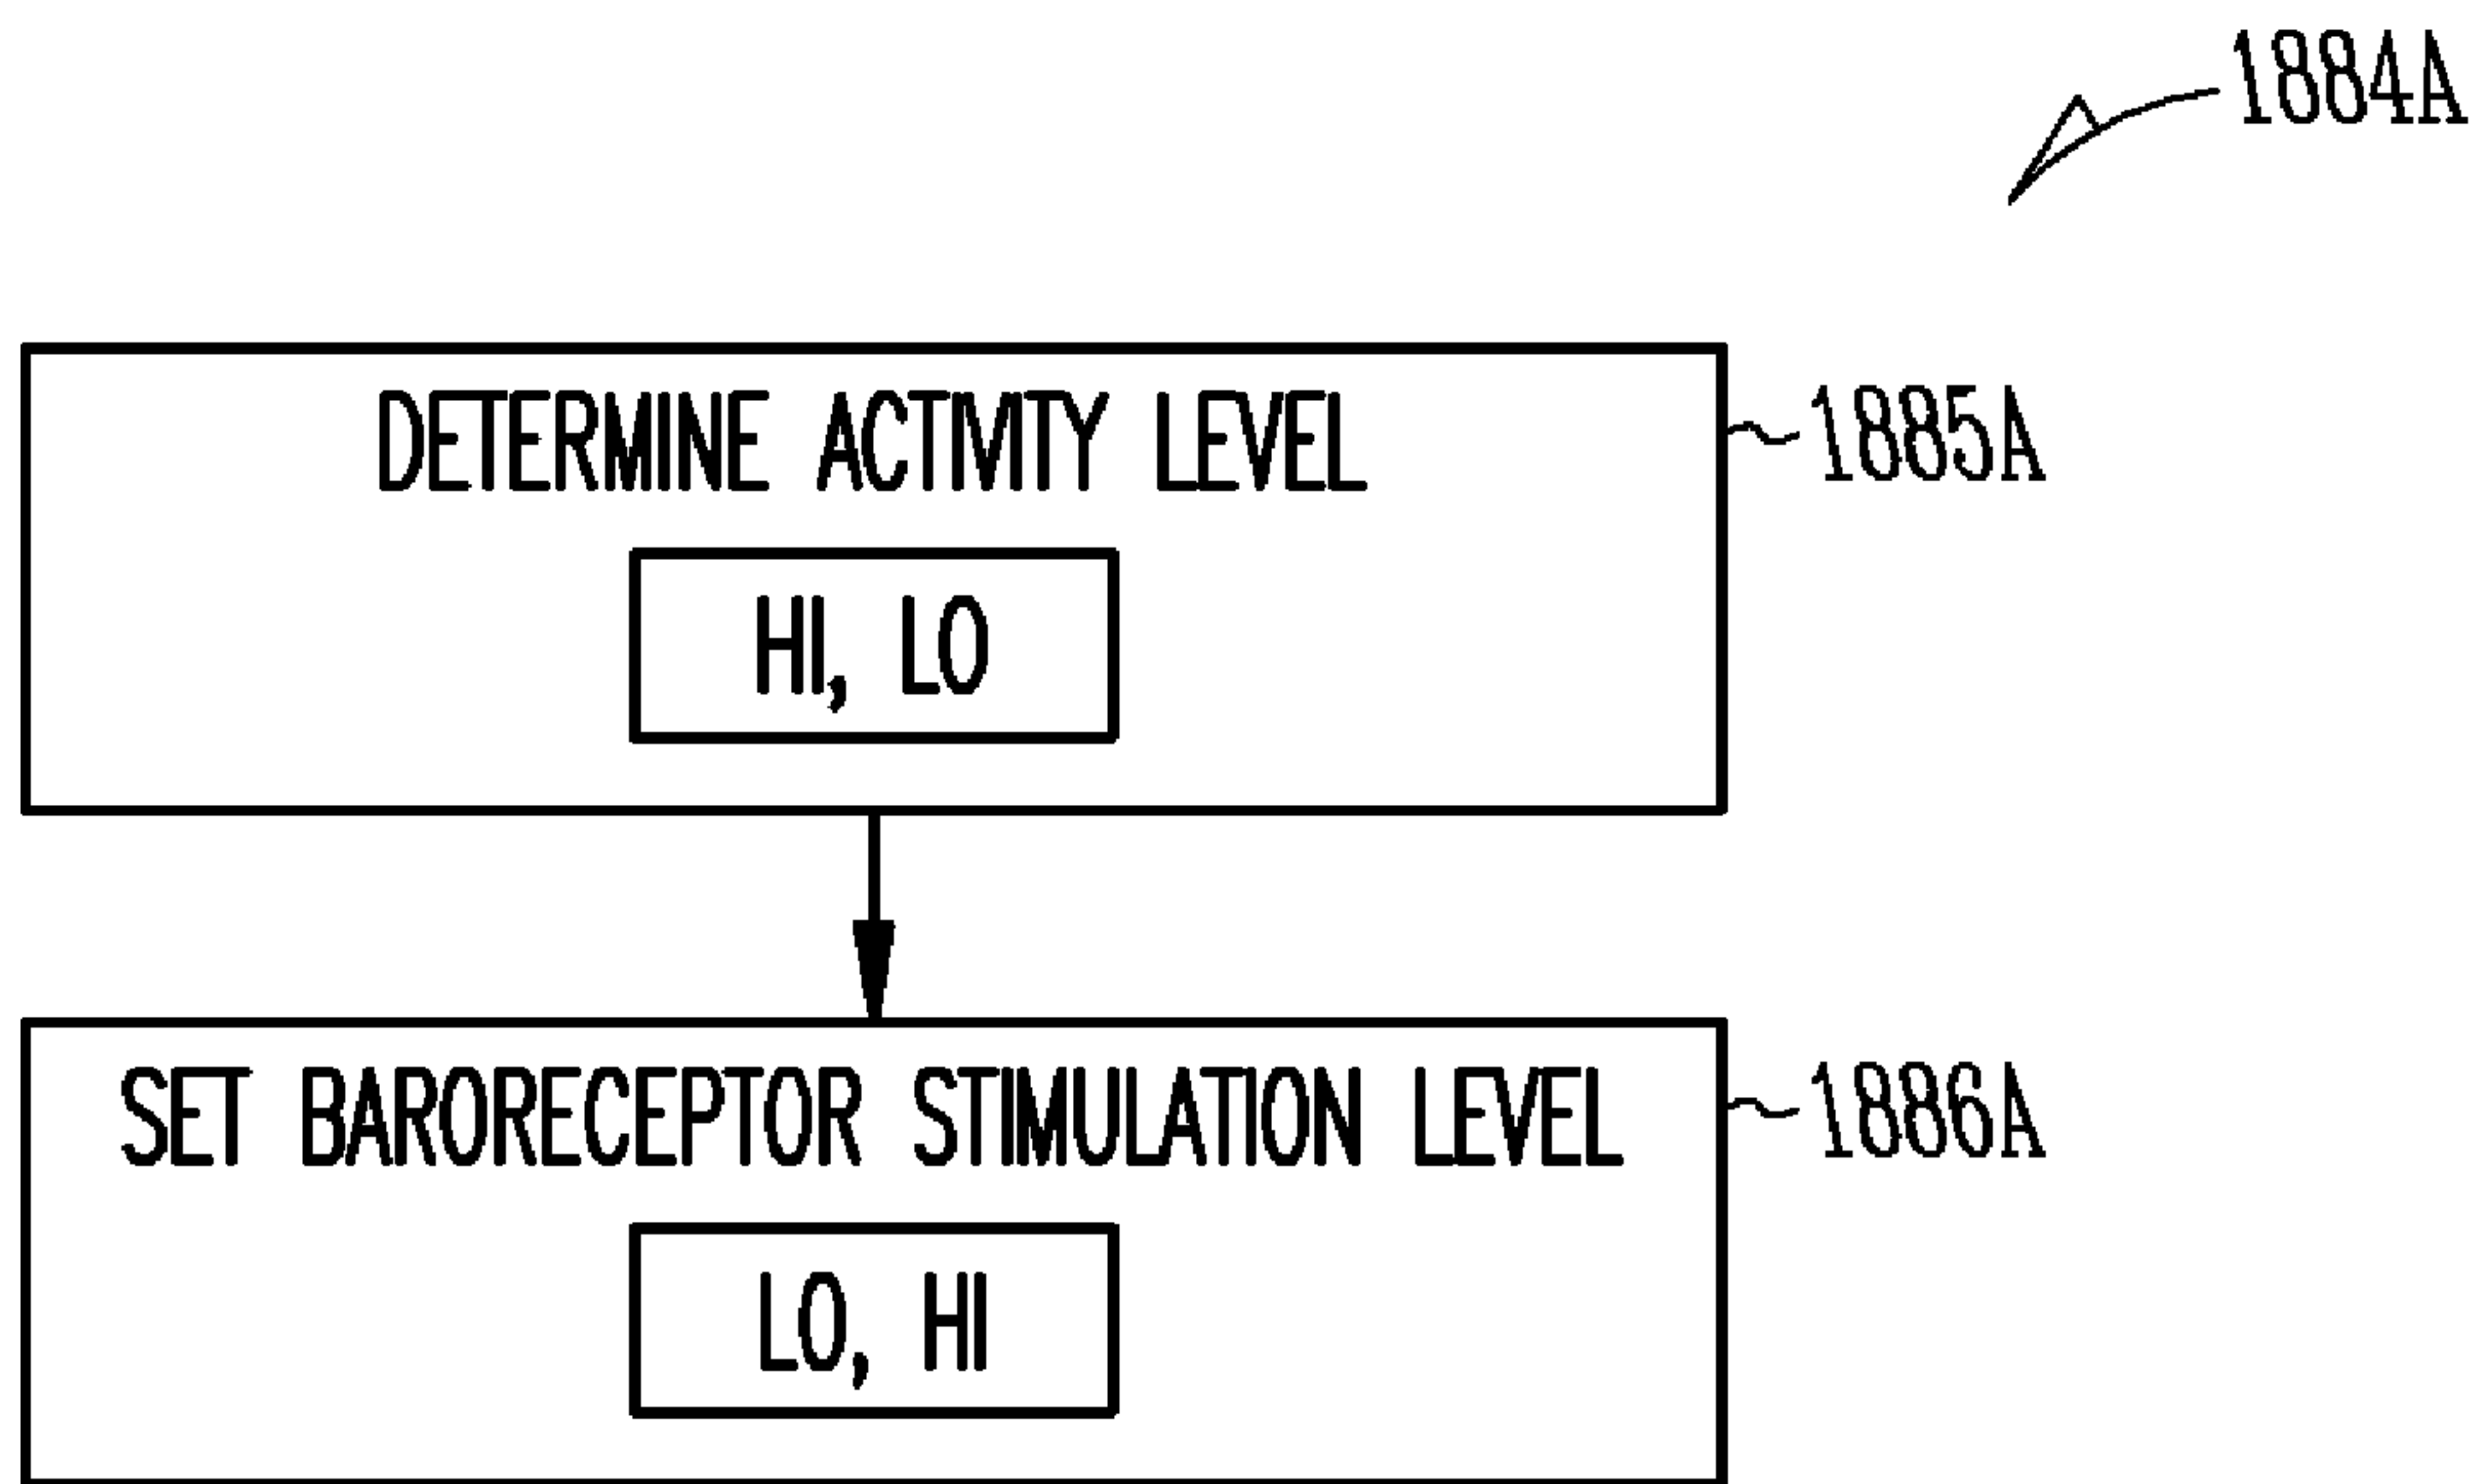 1884A
DETERMINE ACTIVITY LEVEL
1885A
HI, LO
SET BARORECEPTOR STIMULATION LEVEL
1886A
LO, HI